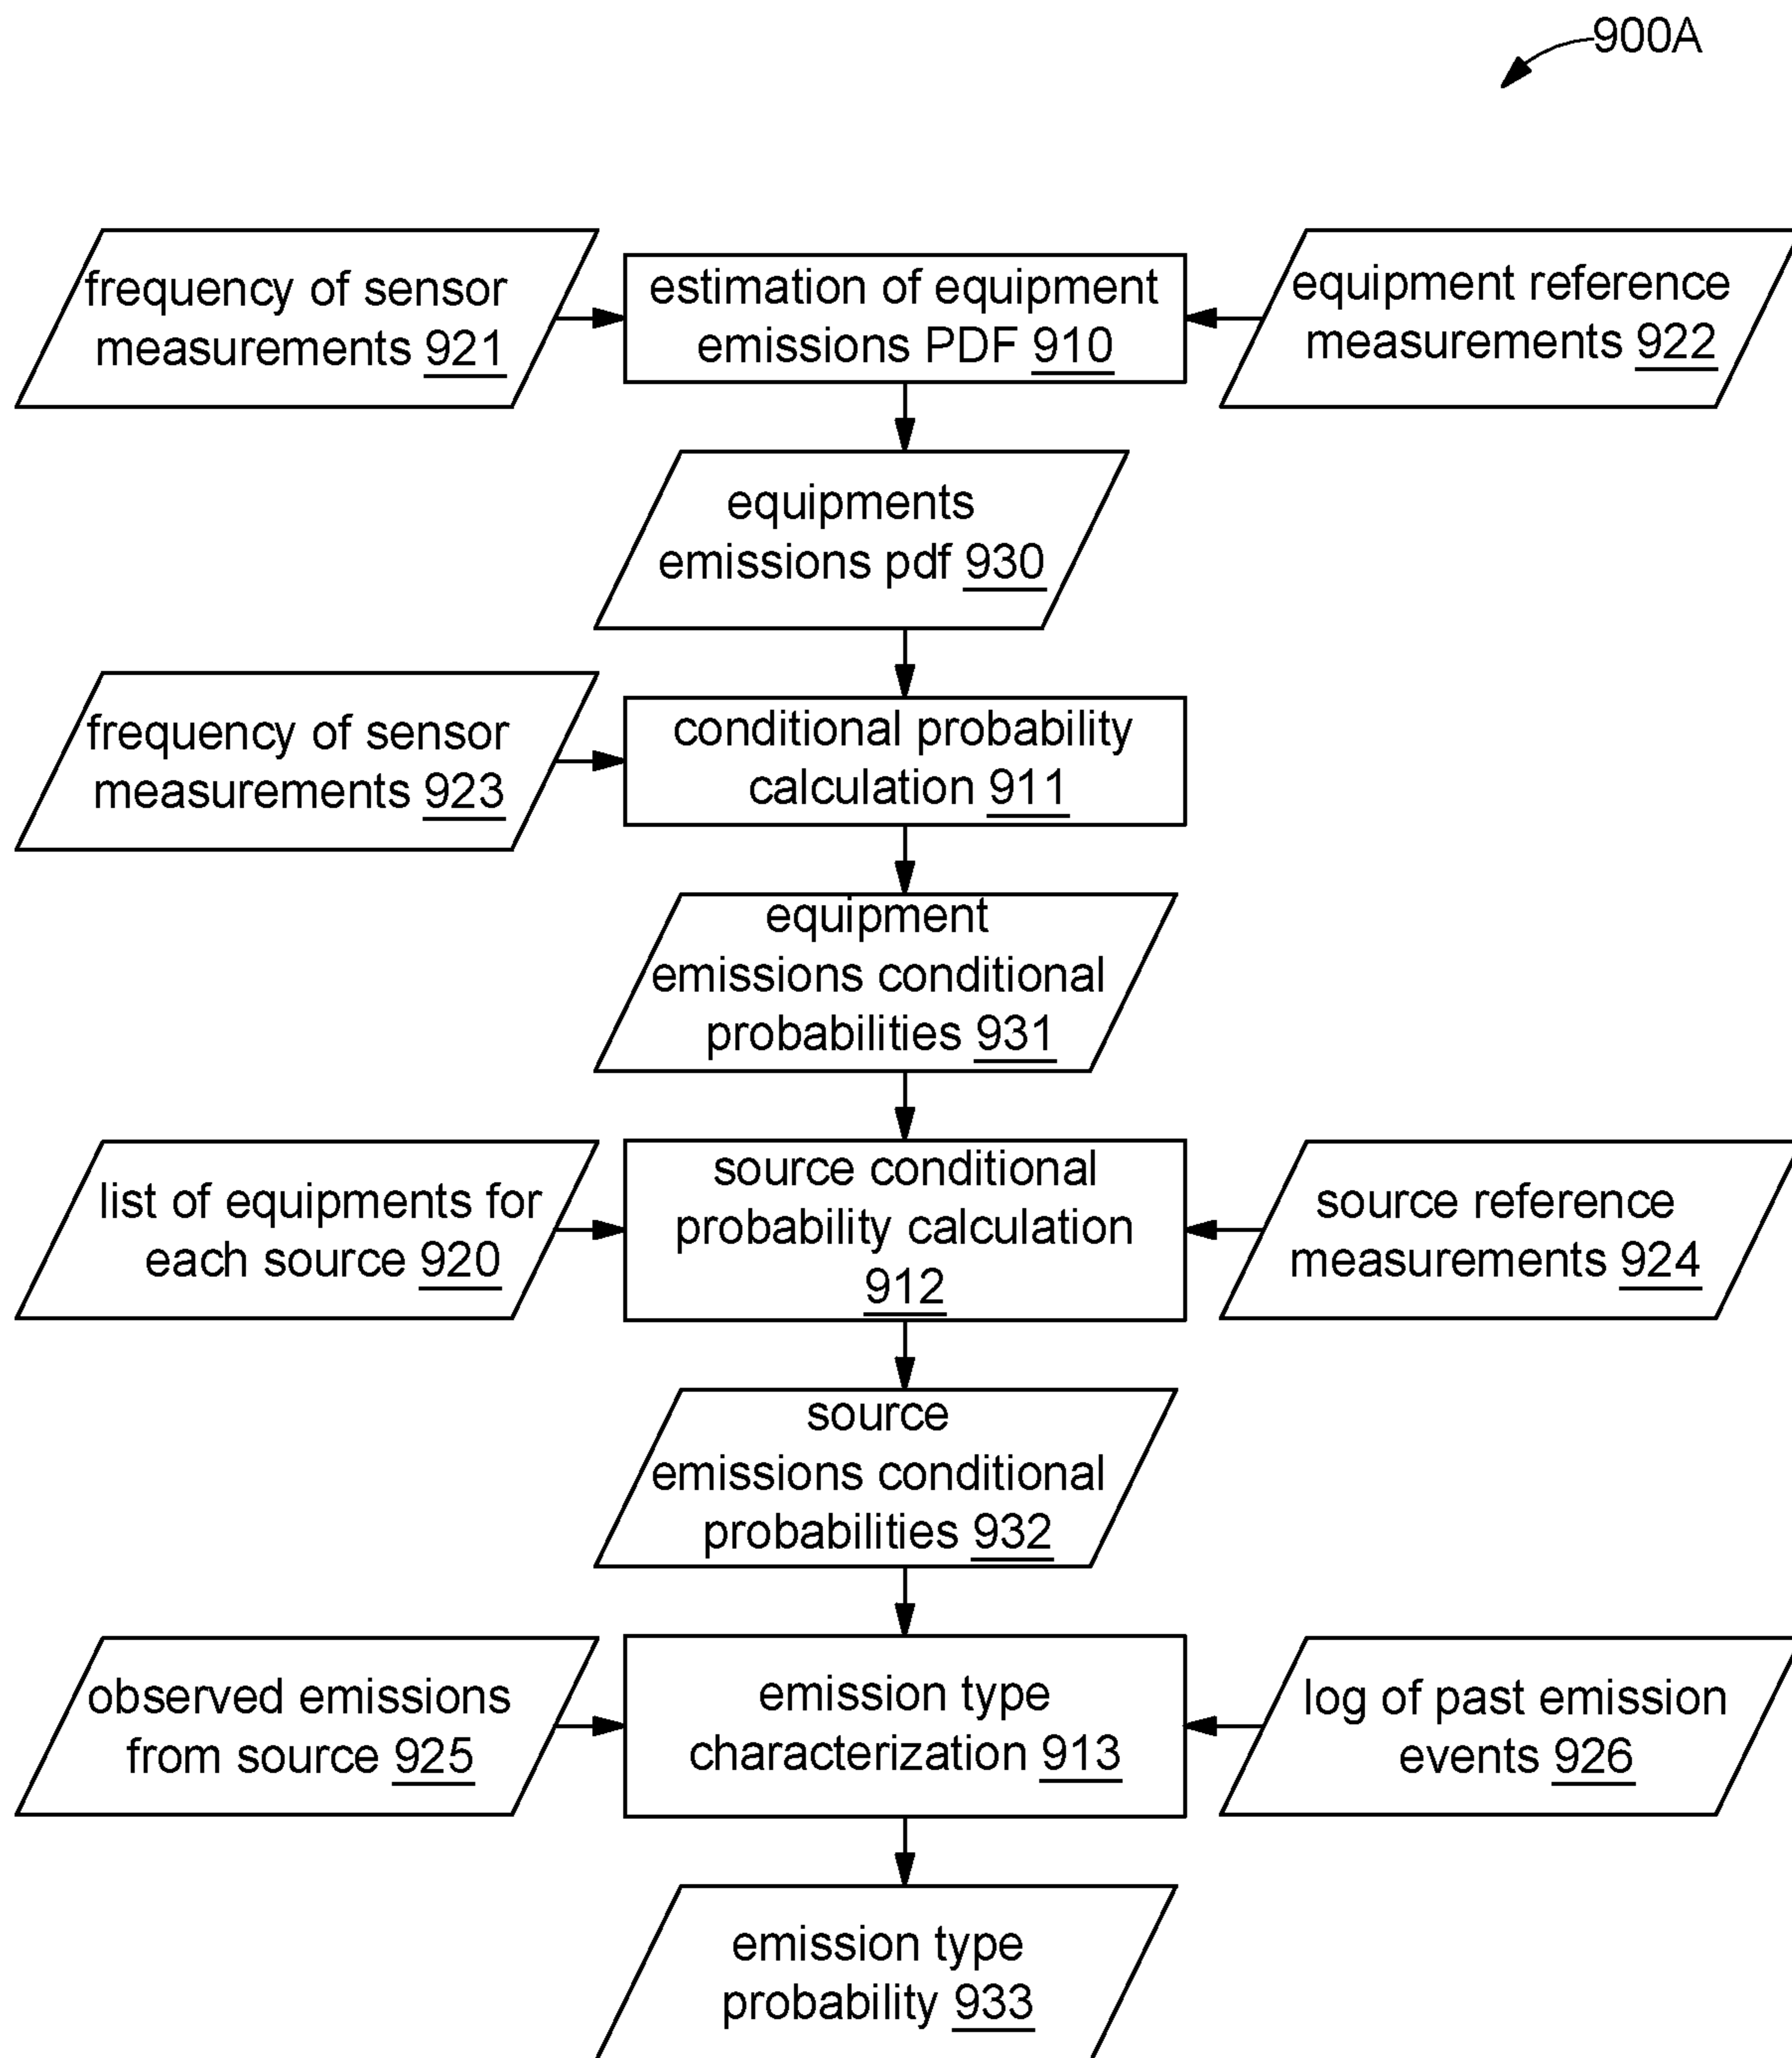 900A
frequency of sensor
measurements 921
estimation of equipment
emissions PDF 910
equipment reference
measurements 922
equipments
emissions pdf 930
frequency of sensor
measurements 923
conditional probability
calculation 911
equipment
emissions conditional
probabilities 931
list of equipments for
each source 920
source conditional
probability calculation
912
source reference
measurements 924
source
emissions conditional
probabilities 932
observed emissions
from source 925
emission type
characterization 913
log of past emission
events 926
emission type
probability 933